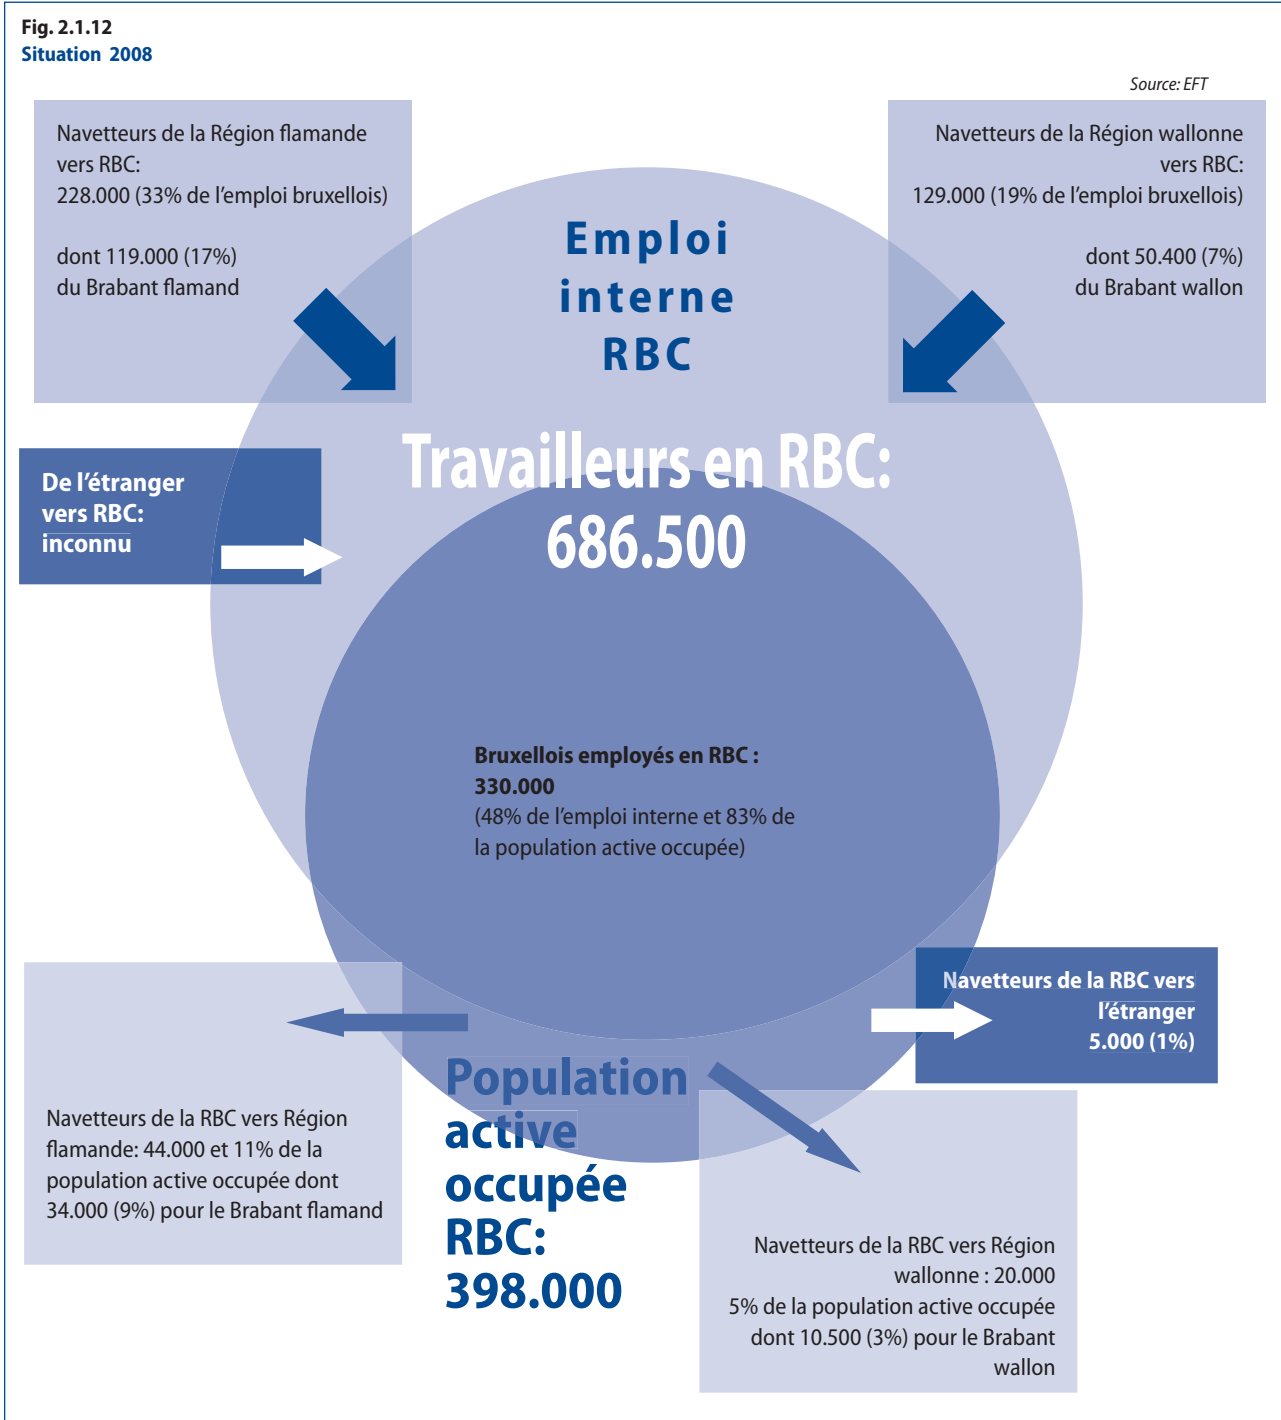 Fig. 2.1.12
Situation 2008
Source: EFT
Navetteurs de la Région flamande
vers RBC:
228.000 (33% de l’emploi bruxellois)
dont 119.000 (17%)
du Brabant flamand
Navetteurs de la Région wallonne
vers RBC:
129.000 (19% de l’emploi bruxellois)
dont 50.400 (7%)
du Brabant wallon
Emploi
interne
RBC
Travailleurs en RBC:
686.500
De l’étranger
vers RBC:
inconnu
Bruxellois employés en RBC :
330.000
(48% de l’emploi interne et 83% de
la population active occupée)
Navetteurs de la RBC vers
l’étranger
5.000 (1%)
Population
active
occupée
RBC:
398.000
Navetteurs de la RBC vers Région
flamande: 44.000 et 11% de la
population active occupée dont
34.000 (9%) pour le Brabant flamand
Navetteurs de la RBC vers Région
wallonne : 20.000
5% de la population active occupée
dont 10.500 (3%) pour le Brabant
wallon